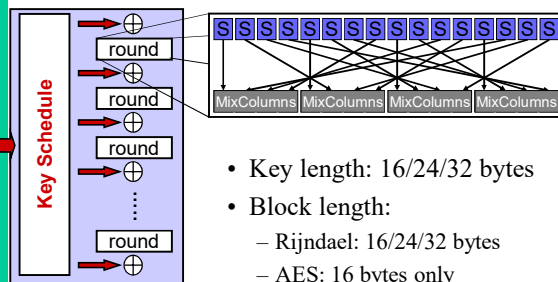 Key Schedule
round
round
round
round
S S S S S S S S S S S S S S S S
MixColumns MixColumns MixColumns MixColumns
• Key length: 16/24/32 bytes
• Block length:
– Rijndael: 16/24/32 bytes
– AES: 16 bytes only